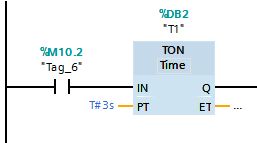 %DB2
"T1"
%M10.2
"Tag_6"
TON
Time
IN
Q
T#3s
PT
ET
...